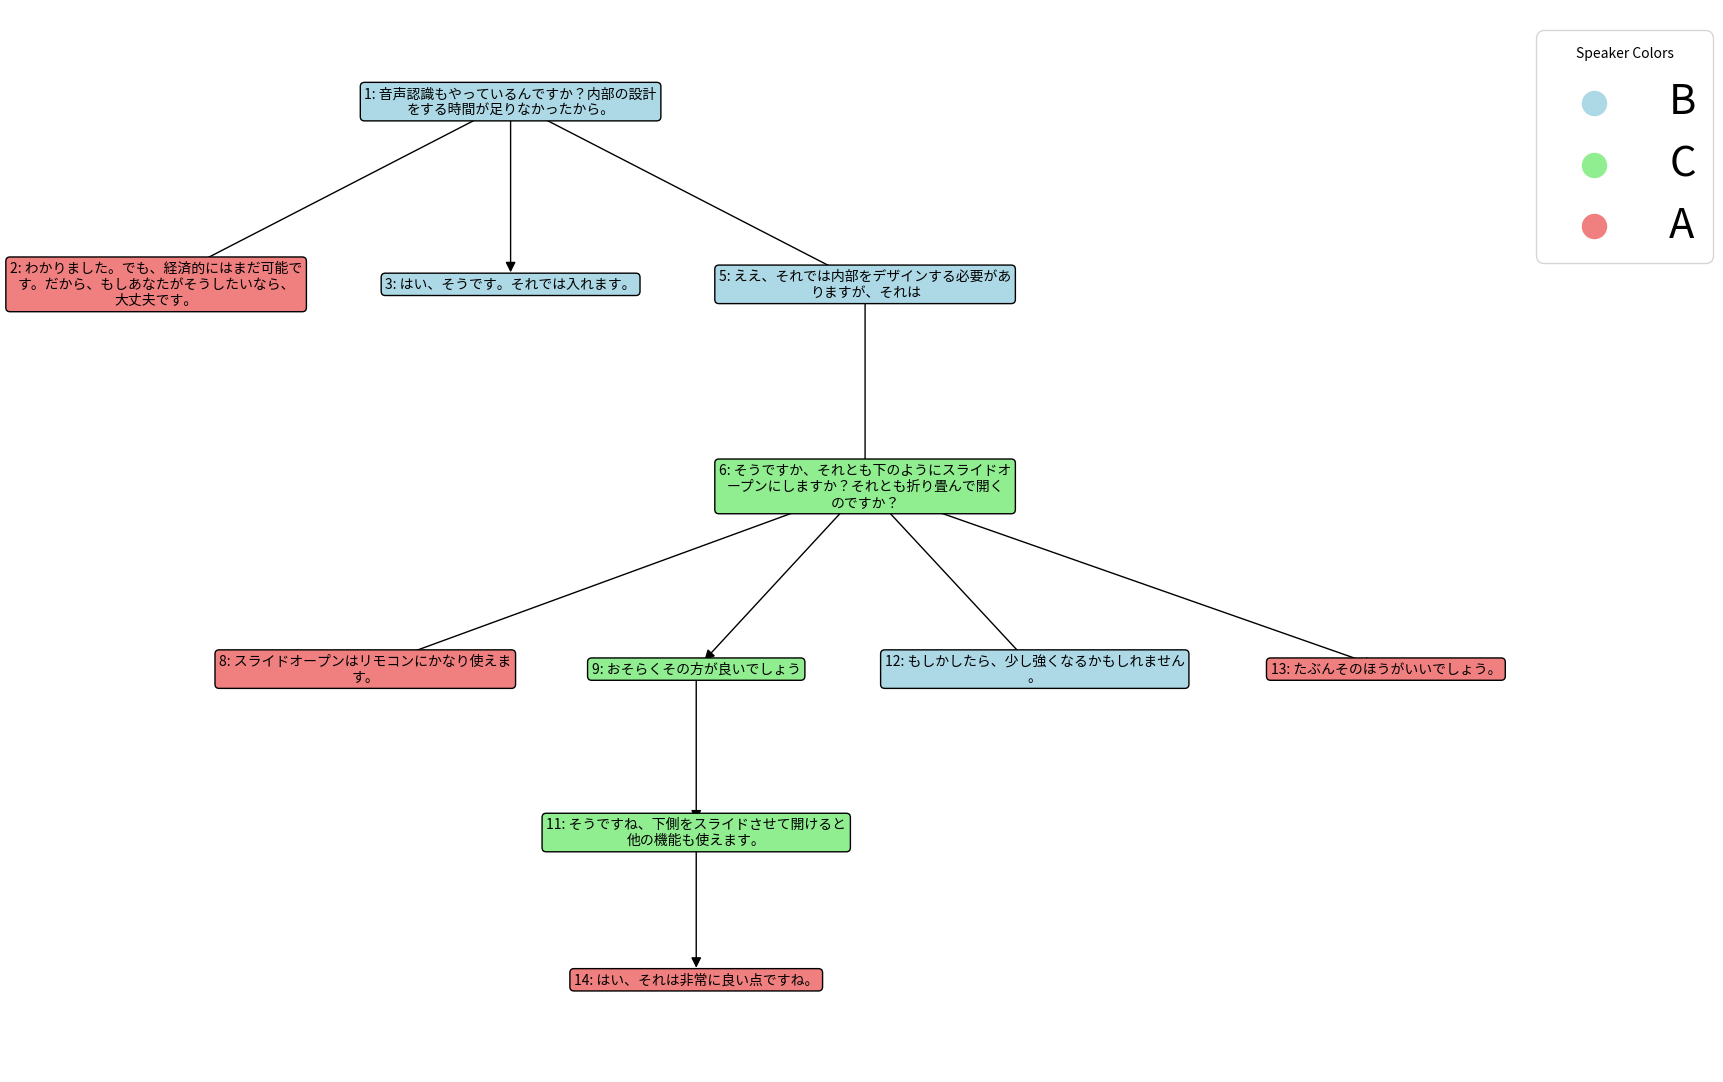 Speaker Colors
B
C
A
1: 音声認識もやっているんですか？内部の設計
をする時間が足りなかったから。
2: わかりました。でも、経済的にはまだ可能で
す。だから、もしあなたがそうしたいなら、
大丈夫です。
3: はい、そうです。それでは入れます。
5: ええ、それでは内部をデザインする必要があ
りますが、それは
6: そうですか、それとも下のようにスライドオ
ープンにしますか？それとも折り畳んで開く
のですか？
8: スライドオープンはリモコンにかなり使えま
す。
9: おそらくその方が良いでしょう
12: もしかしたら、少し強くなるかもしれません
。
13: たぶんそのほうがいいでしょう。
11: そうですね、下側をスライドさせて開けると
他の機能も使えます。
14: はい、それは非常に良い点ですね。